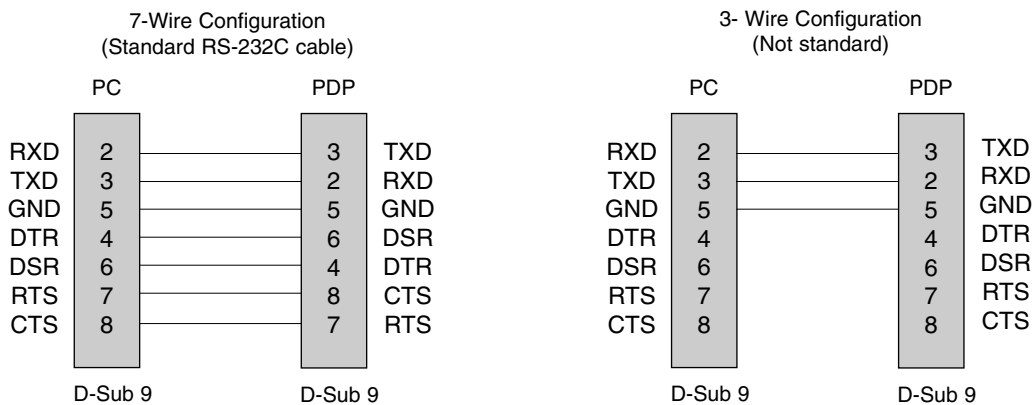 7-Wire Configuration
(Standard RS-232C cable)
PC PDP
RXD 2 3 TXD
TXD 3 2 RXD
GND 5 5 GND
DTR 4 6 DSR
DSR 6 4 DTR
RTS 7 8 CTS
CTS 8 7 RTS
D-Sub 9 D-Sub 9
3- Wire Configuration
(Not standard)
PC PDP
RXD 2 3 TXD
TXD 3 2 RXD
GND 5 5 GND
DTR 4 4 DTR
DSR 6 6 DSR
RTS 7 7 RTS
CTS 8 8 CTS
D-Sub 9 D-Sub 9